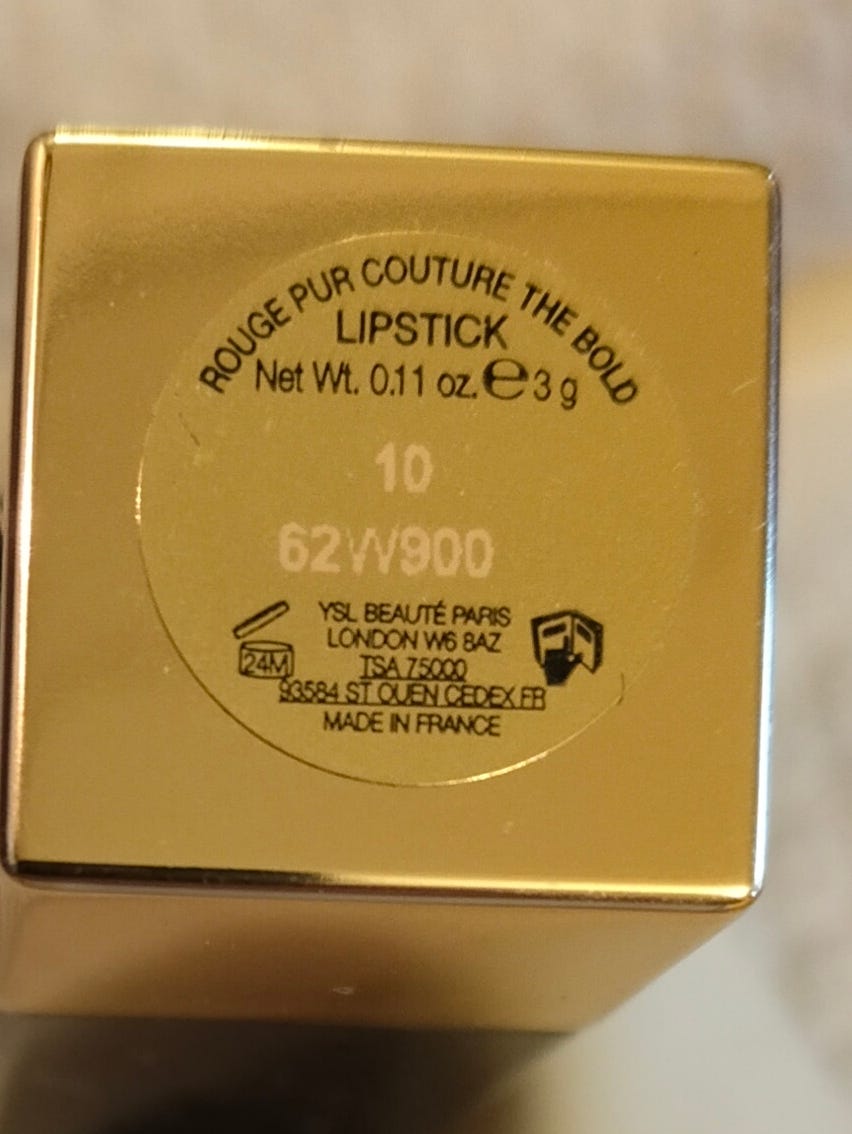 ROUGE PUR COUTURE THE BOLD
LIPSTICK
Net Wt. 0.11 oz. ℮ 3 g
10
62W900
YSL BEAUTÉ PARIS
LONDON W6 8AZ
24M
TSA 75000
93584 ST OUEN CEDEX FR
MADE IN FRANCE